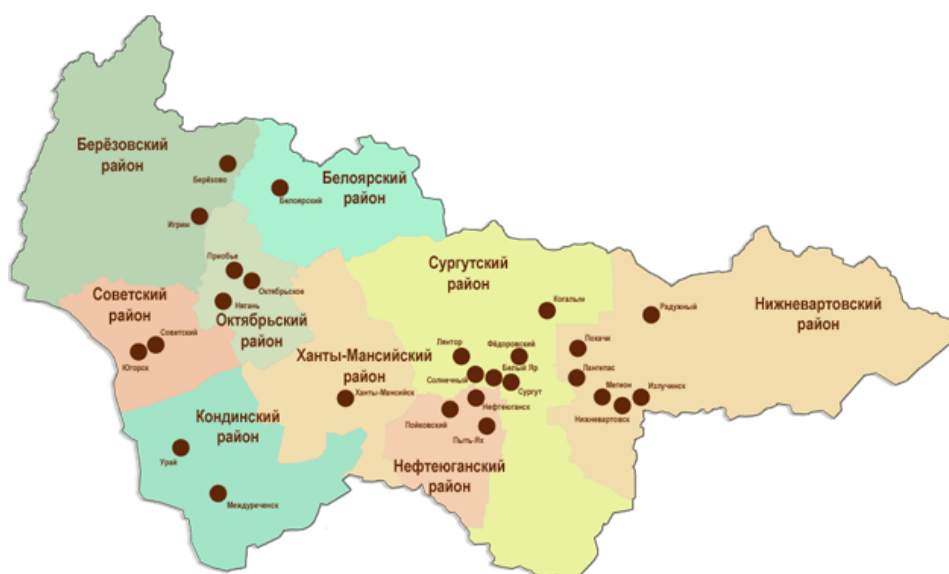 Берёзовский
район
Берёзово
Белоярский
район
Белоярский
Игрим
Приобье
Октябрьское
Нягань
Октябрьский
район
Советский
район
Советский
Югорск
Сургутский
район
Когалым
Радужный
Нижневартовский
район
Ханты-Мансийский
район
Ханты-Мансийск
Лянтор
Фёдоровский
Белый Яр
Солнечный
Сургут
Покачи
Лангепас
Мегион
Излучинск
Нижневартовск
Нефтеюганск
Пойковский
Пыть-Ях
Нефтеюганский
район
Кондинский
район
Урай
Междуреченск